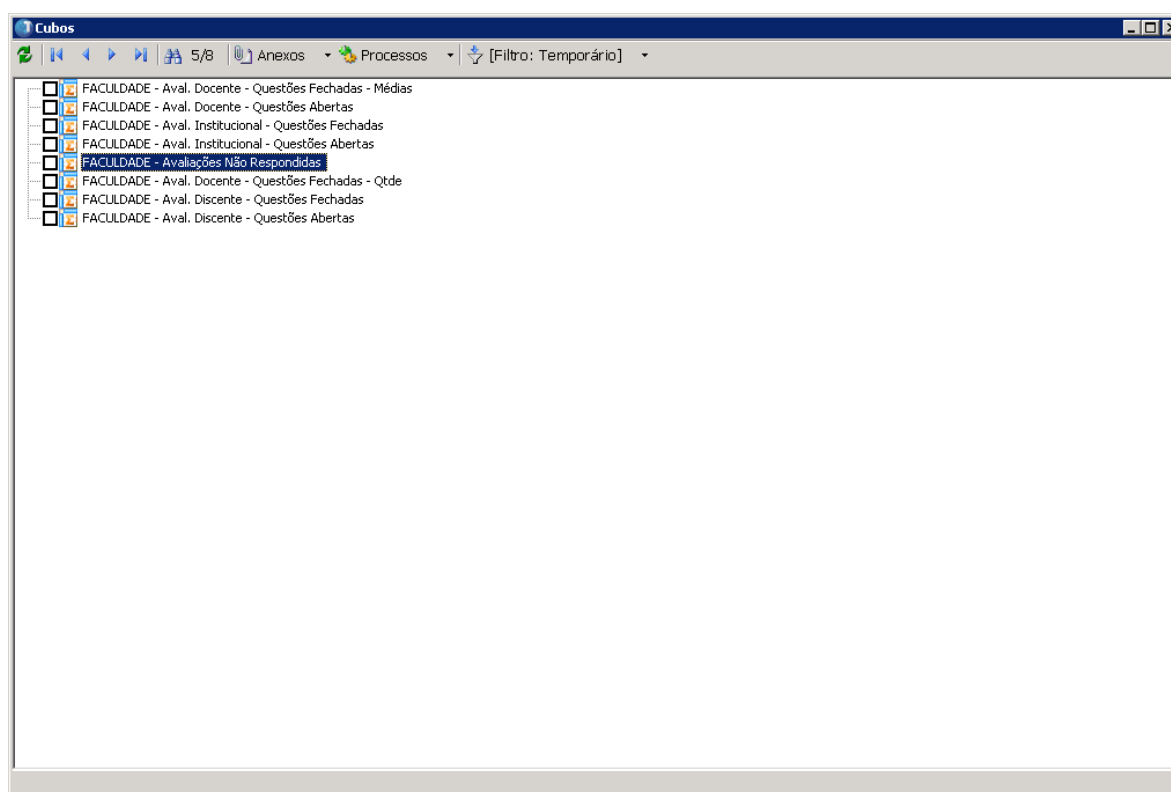 Cubos
5/8 Anexos Processos [Filtro: Temporário]
FACULDADE - Aval. Docente - Questões Fechadas - Médias
FACULDADE - Aval. Docente - Questões Abertas
FACULDADE - Aval. Institucional - Questões Fechadas
FACULDADE - Aval. Institucional - Questões Abertas
FACULDADE - Avaliações Não Respondidas
FACULDADE - Aval. Docente - Questões Fechadas - Qtde
FACULDADE - Aval. Discente - Questões Fechadas
FACULDADE - Aval. Discente - Questões Abertas